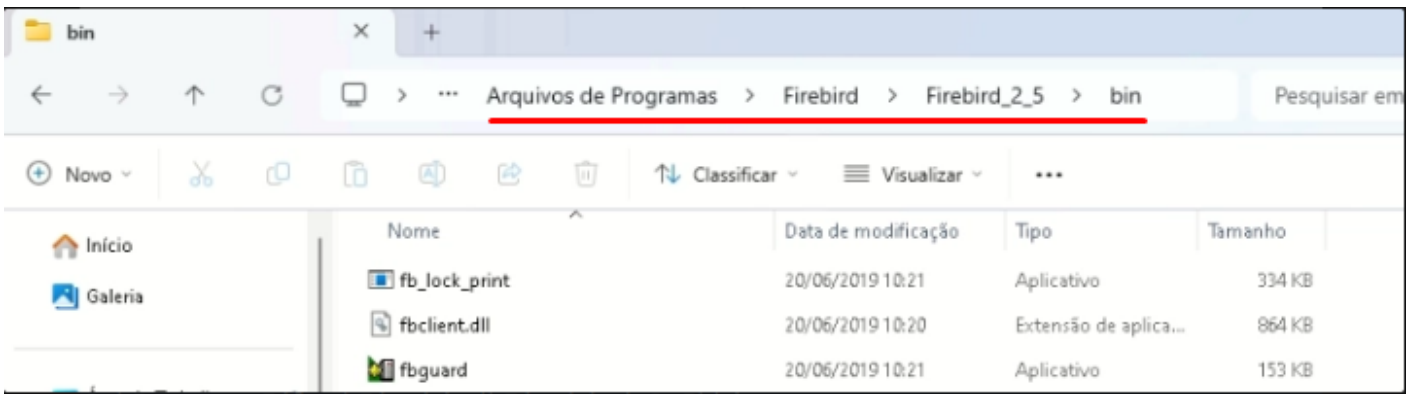 bin
Arquivos de Programas > Firebird > Firebird_2_5 > bin
Pesquisar em
Novo Classificar Visualizar
Início
Galeria
Nome Data de modificação Tipo Tamanho
fb_lock_print 20/06/2019 10:21 Aplicativo 334 KB
fbclient.dll 20/06/2019 10:20 Extensão de aplica... 864 KB
fbguard 20/06/2019 10:21 Aplicativo 153 KB